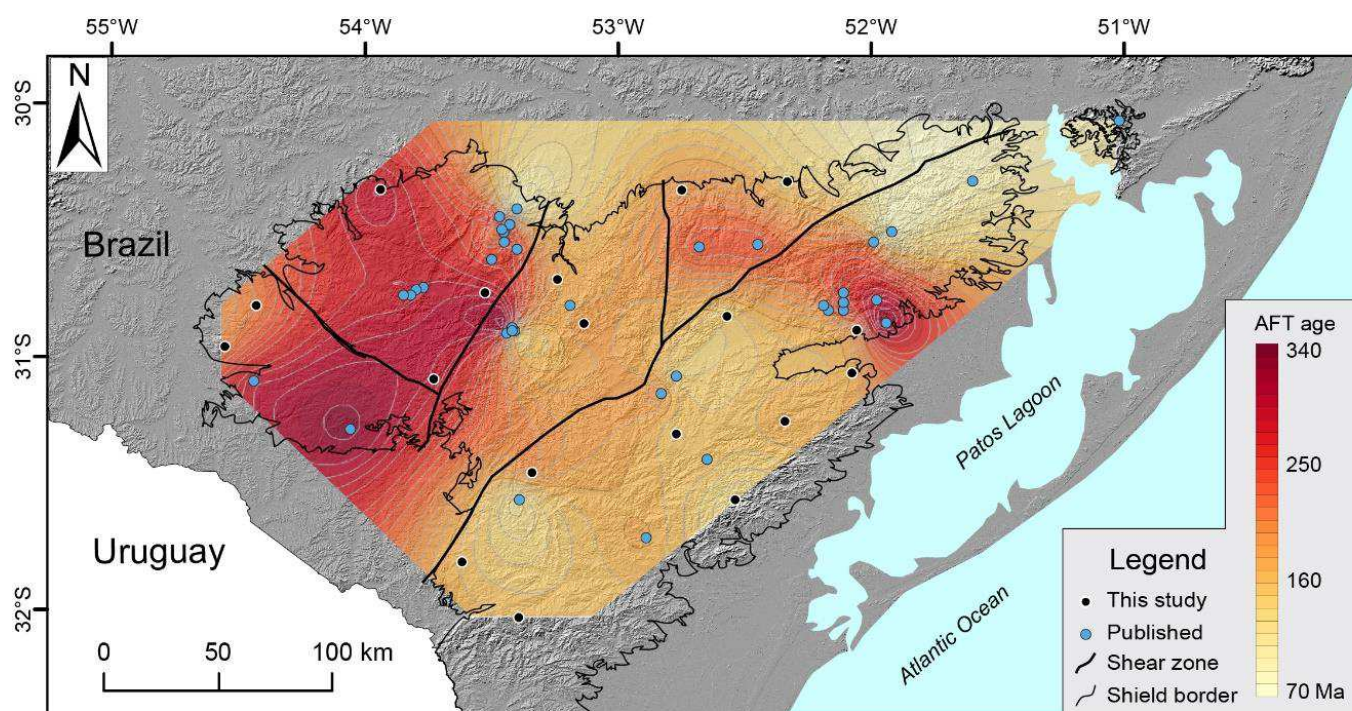 55°W 54°W 53°W 52°W 51°W
N
30°S
Brazil
31°S
Patos Lagoon
Uruguay
Atlantic Ocean
32°S
0 50 100 km
AFT age
340
250
160
70 Ma
Legend
This study
Published
Shear zone
Shield border